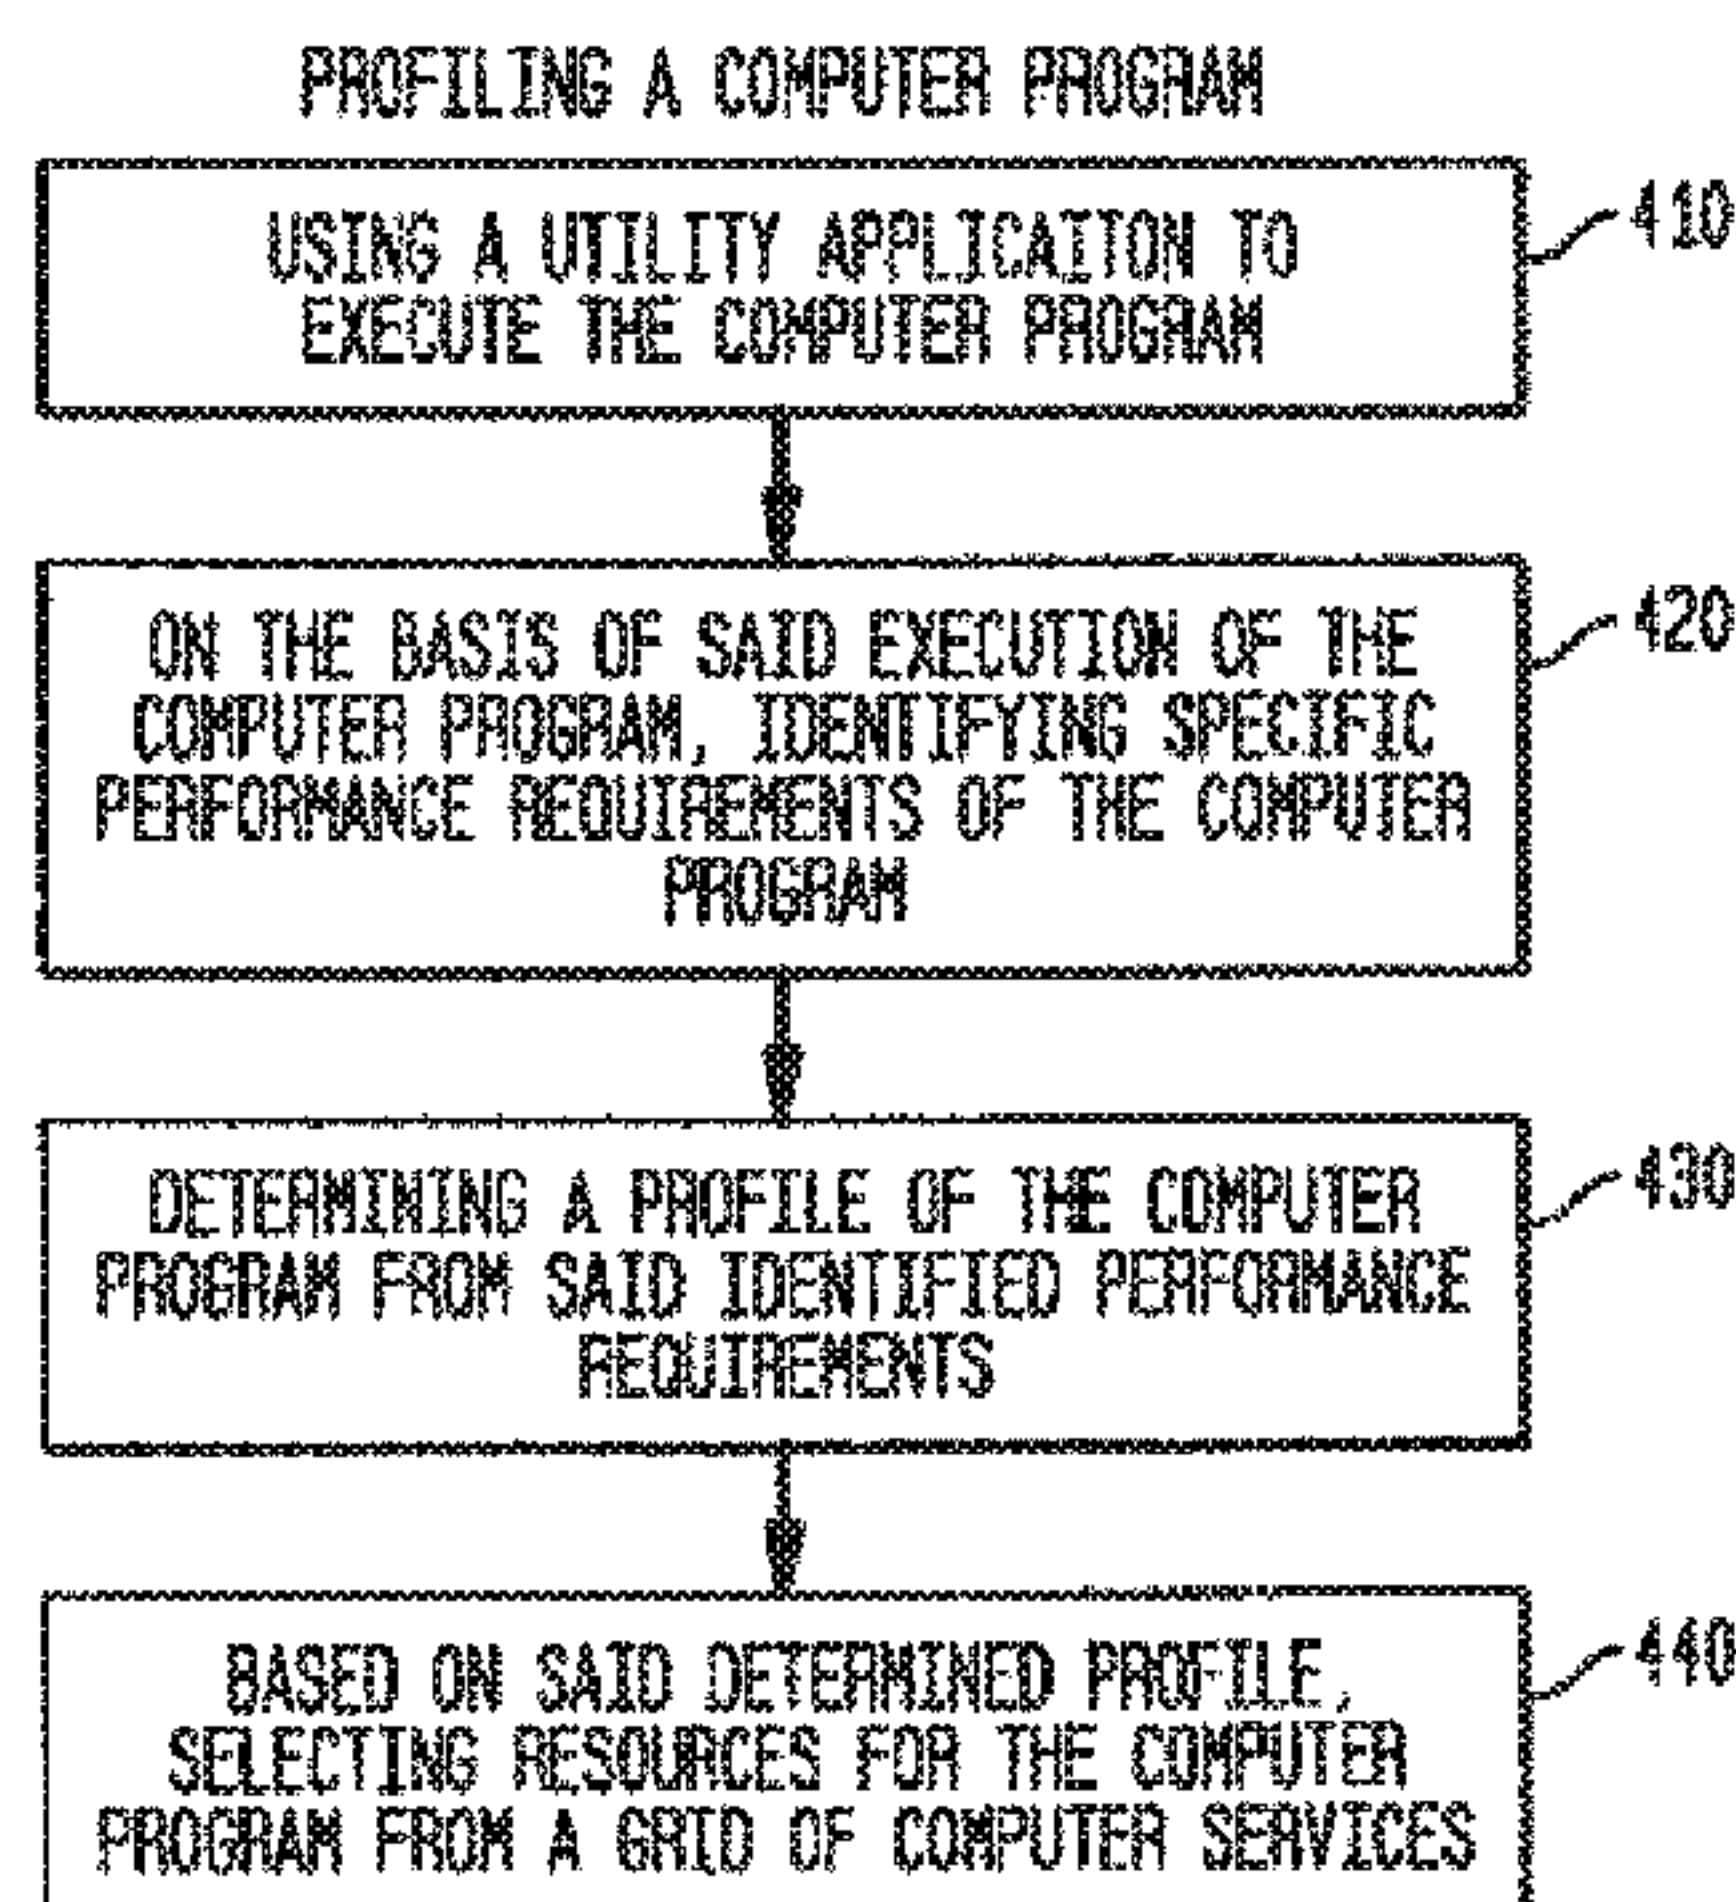 PROFILING A COMPUTER PROGRAM
USING A UTILITY APPLICAITON TO
EXECUTE THE COMPUTER PROGRAM
410
ON THE BASIS OF SAID EXECUTION OF THE
COMPUTER PROGRAM, IDENTIFYING SPECIFIC
PERFORMANCE REQUIREMENTS OF THE COMPUTER
PROGRAM
420
DETERMINING A PROFILE OF THE COMPUTER
PROGRAM FROM SAID IDENTIFIED PERFORMANCE
REQUIREMENTS
430
BASED ON SAID DETERMINED PROFILE,
SELECTING RESOURCES FOR THE COMPUTER
PROGRAM FROM A GRID OF COMPUTER SERVICES
440